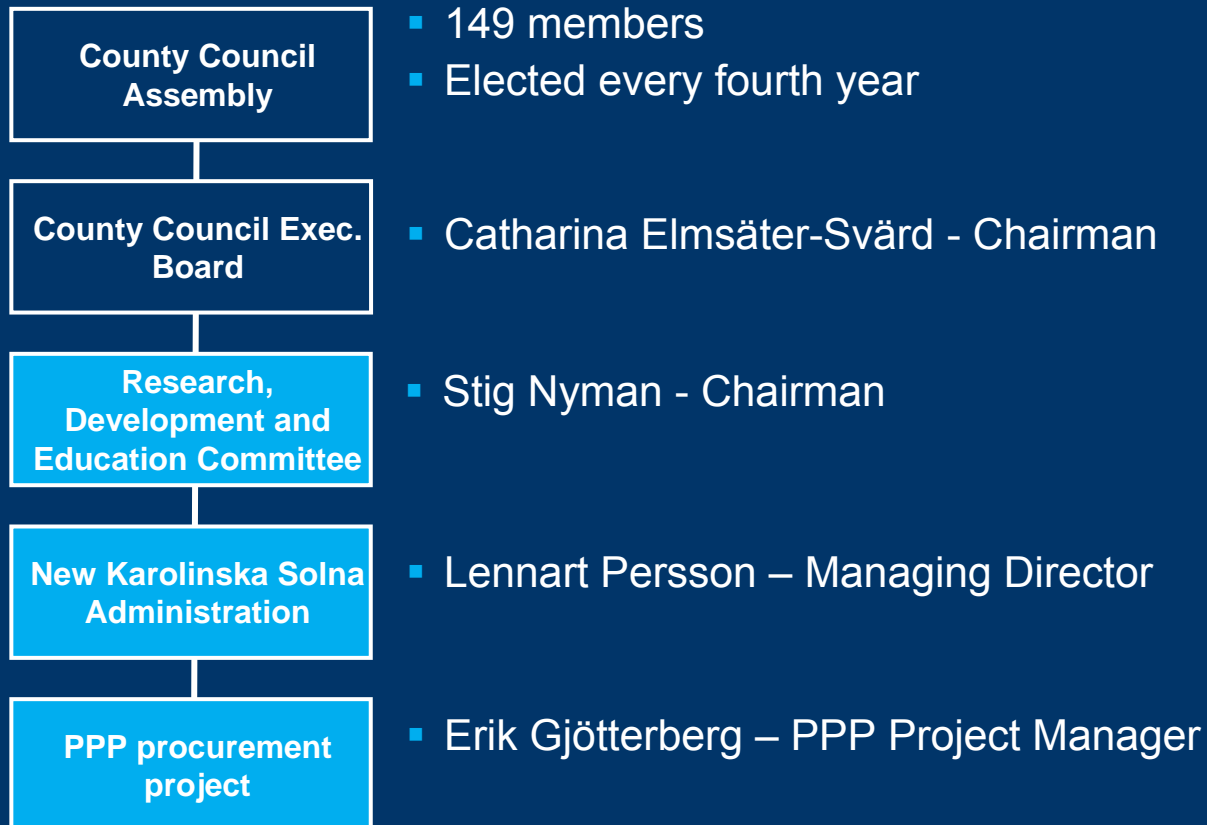 County Council
Assembly
▪ 149 members
▪ Elected every fourth year
County Council Exec.
Board
▪ Catharina Elmsäter-Svärd - Chairman
Research,
Development and
Education Committee
▪ Stig Nyman - Chairman
New Karolinska Solna
Administration
▪ Lennart Persson – Managing Director
PPP procurement
project
▪ Erik Gjötterberg – PPP Project Manager